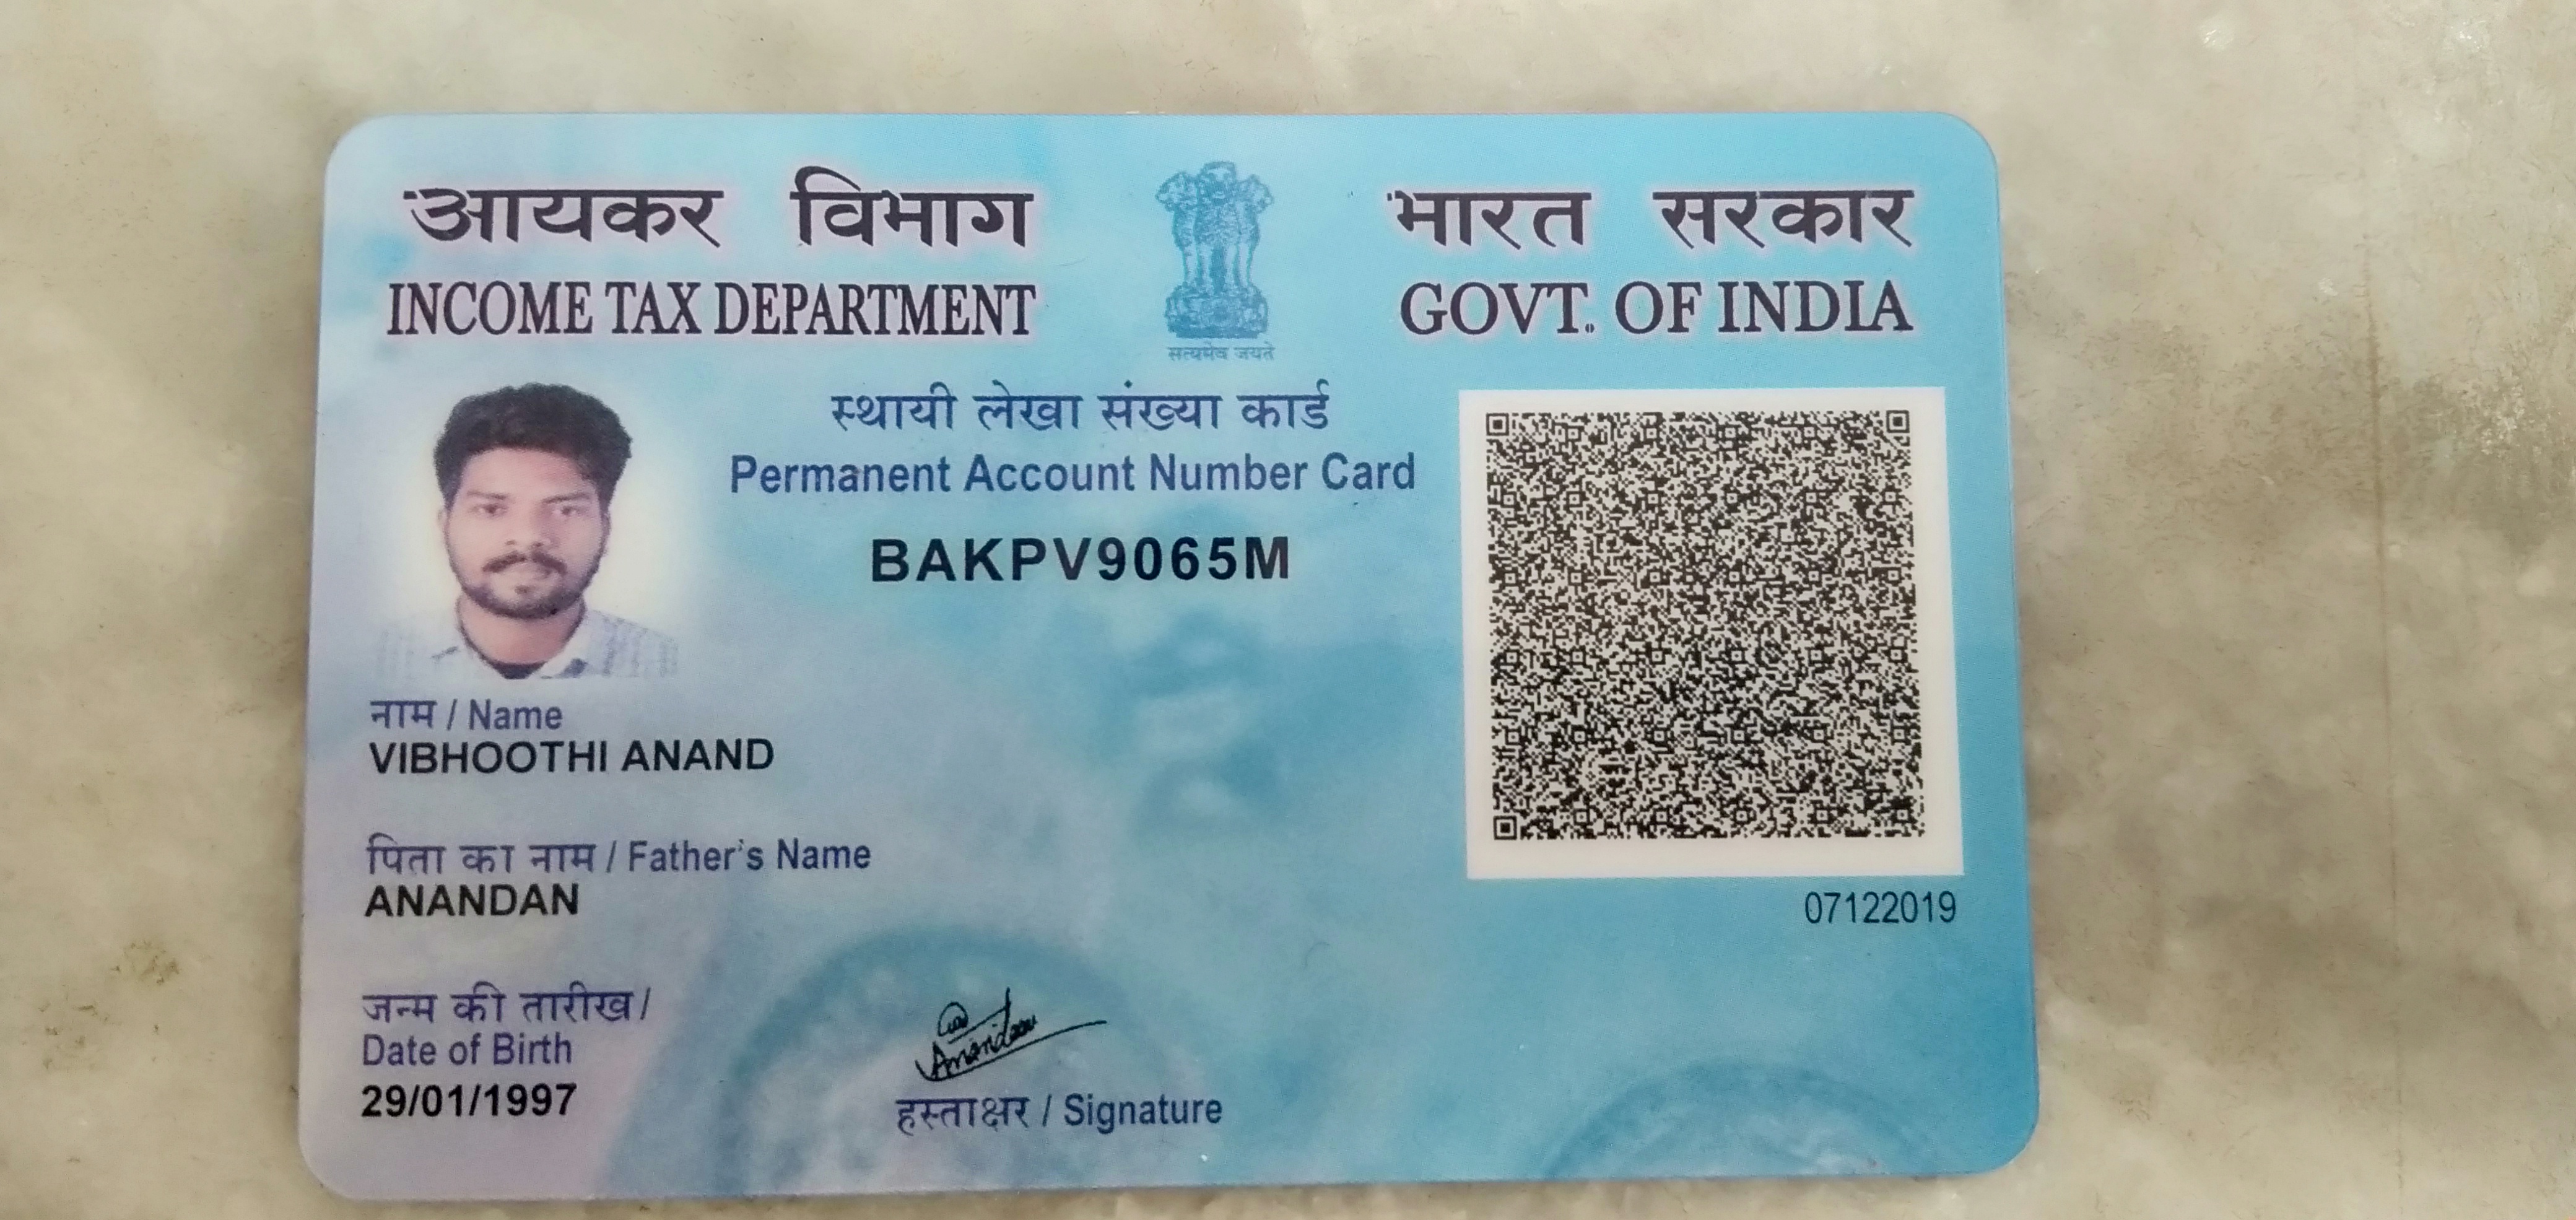 आयकर विभाग
INCOME TAX DEPARTMENT
सत्यमेव जयते
भारत सरकार
GOVT. OF INDIA
स्थायी लेखा संख्या कार्ड
Permanent Account Number Card
BAKPV9065M
नाम / Name
VIBHOOTHI ANAND
पिता का नाम / Father's Name
ANANDAN
07122019
जन्म की तारीख /
Date of Birth
29/01/1997
हस्ताक्षर / Signature